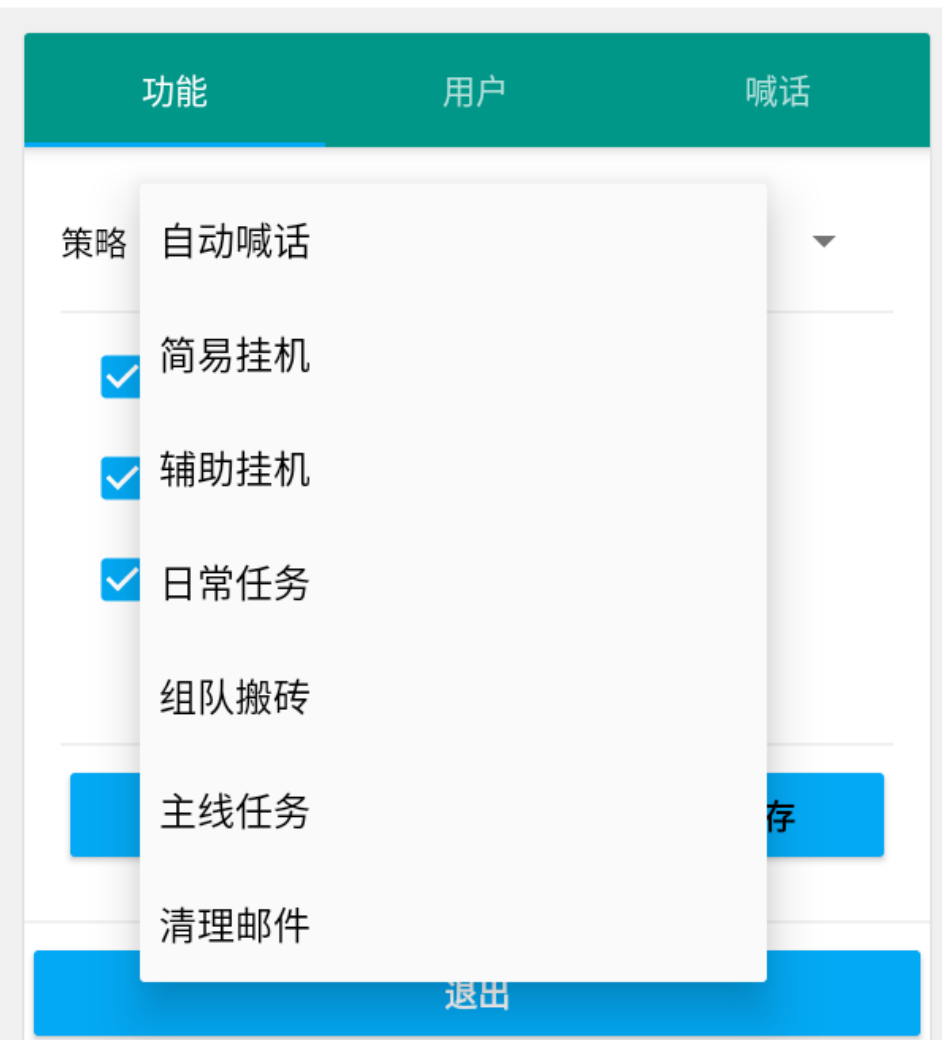 功能 用户 喊话
策略 自动喊话
简易挂机
辅助挂机
日常任务
组队搬砖
主线任务
存
清理邮件
退出